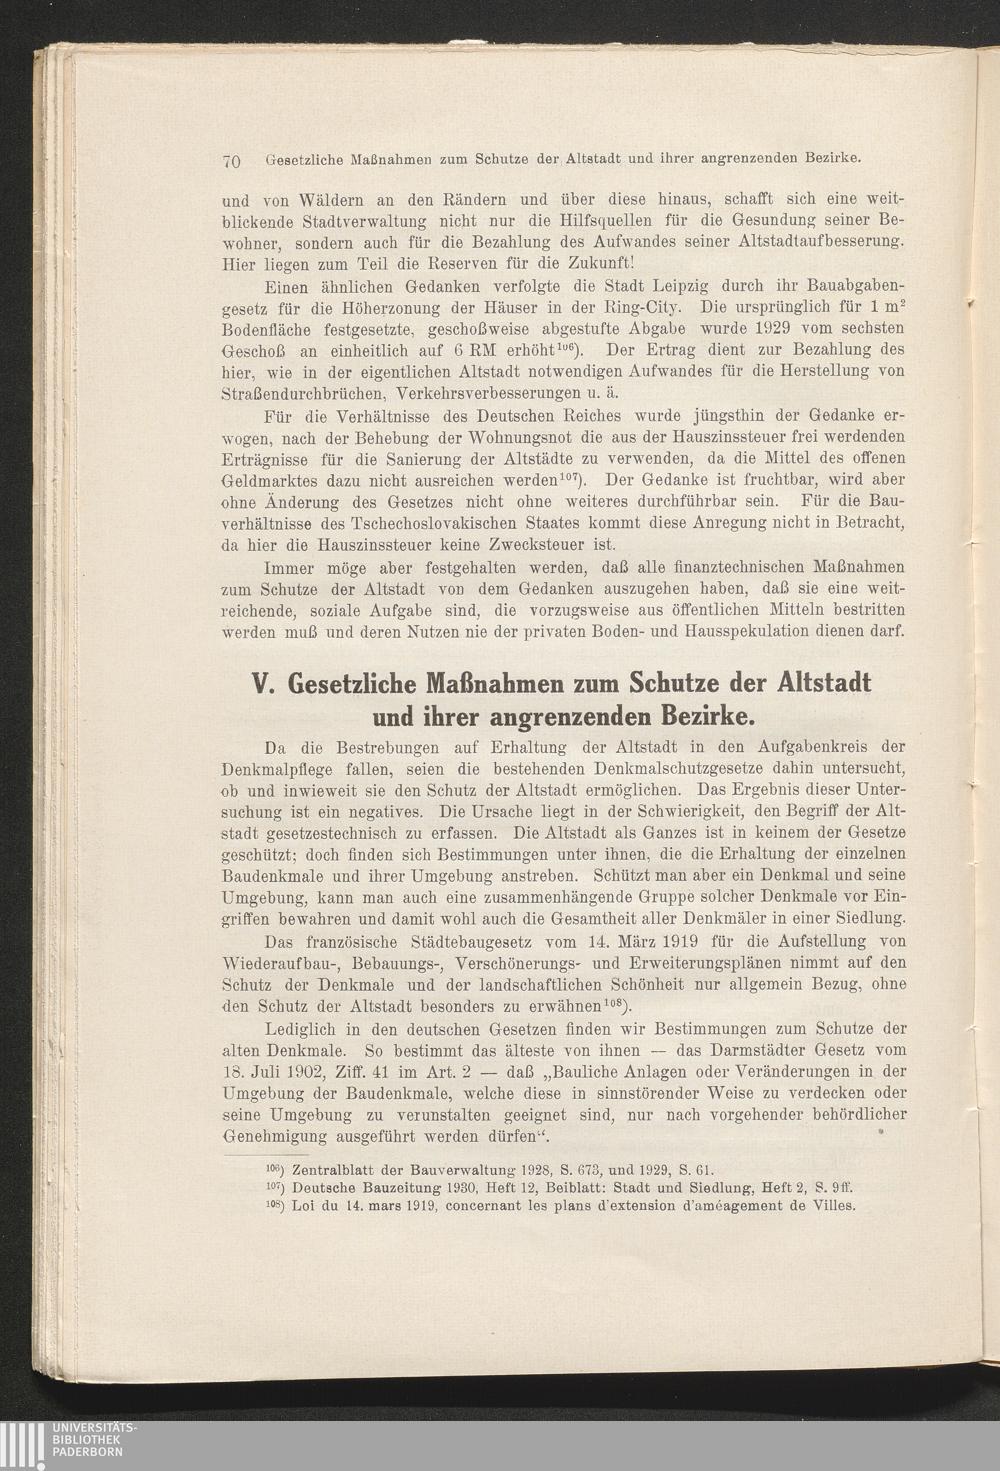 70 Gesetzliche Maßnahmen zum Schutze der Altstadt und ihrer angrenzenden Bezirke.
und von Wäldern an den Rändern und über diese hinaus, schafft sich eine weit-
blickende Stadtverwaltung nicht nur die Hilfsquellen für die Gesundung seiner Be-
wohner, sondern auch für die Bezahlung des Aufwandes seiner Altstadtaufbesserung.
Hier liegen zum Teil die Reserven für die Zukunft!
Einen ähnlichen Gedanken verfolgte die Stadt Leipzig durch ihr Bauabgaben-
gesetz für die Höherzonung der Häuser in der Ring-City. Die ursprünglich für 1 m²
Bodenfläche festgesetzte, geschoßweise abgestufte Abgabe wurde 1929 vom sechsten
Geschoß an einheitlich auf 6 RM erhöht¹⁰⁶). Der Ertrag dient zur Bezahlung des
hier, wie in der eigentlichen Altstadt notwendigen Aufwandes für die Herstellung von
Straßendurchbrüchen, Verkehrsverbesserungen u. ä.
Für die Verhältnisse des Deutschen Reiches wurde jüngsthin der Gedanke er-
wogen, nach der Behebung der Wohnungsnot die aus der Hauszinssteuer frei werdenden
Erträgnisse für die Sanierung der Altstädte zu verwenden, da die Mittel des offenen
Geldmarktes dazu nicht ausreichen werden¹⁰⁷). Der Gedanke ist fruchtbar, wird aber
ohne Änderung des Gesetzes nicht ohne weiteres durchführbar sein. Für die Bau-
verhältnisse des Tschechoslovakischen Staates kommt diese Anregung nicht in Betracht,
da hier die Hauszinssteuer keine Zwecksteuer ist.
Immer möge aber festgehalten werden, daß alle finanztechnischen Maßnahmen
zum Schutze der Altstadt von dem Gedanken auszugehen haben, daß sie eine weit-
reichende, soziale Aufgabe sind, die vorzugsweise aus öffentlichen Mitteln bestritten
werden muß und deren Nutzen nie der privaten Boden- und Hausspekulation dienen darf.
V. Gesetzliche Maßnahmen zum Schutze der Altstadt
und ihrer angrenzenden Bezirke.
Da die Bestrebungen auf Erhaltung der Altstadt in den Aufgabenkreis der
Denkmalpflege fallen, seien die bestehenden Denkmalschutzgesetze dahin untersucht,
ob und inwieweit sie den Schutz der Altstadt ermöglichen. Das Ergebnis dieser Unter-
suchung ist ein negatives. Die Ursache liegt in der Schwierigkeit, den Begriff der Alt-
stadt gesetzestechnisch zu erfassen. Die Altstadt als Ganzes ist in keinem der Gesetze
geschützt; doch finden sich Bestimmungen unter ihnen, die die Erhaltung der einzelnen
Baudenkmale und ihrer Umgebung anstreben. Schützt man aber ein Denkmal und seine
Umgebung, kann man auch eine zusammenhängende Gruppe solcher Denkmale vor Ein-
griffen bewahren und damit wohl auch die Gesamtheit aller Denkmäler in einer Siedlung.
Das französische Städtebaugesetz vom 14. März 1919 für die Aufstellung von
Wiederaufbau-, Bebauungs-, Verschönerungs- und Erweiterungsplänen nimmt auf den
Schutz der Denkmale und der landschaftlichen Schönheit nur allgemein Bezug, ohne
den Schutz der Altstadt besonders zu erwähnen¹⁰⁸).
Lediglich in den deutschen Gesetzen finden wir Bestimmungen zum Schutze der
alten Denkmale. So bestimmt das älteste von ihnen — das Darmstädter Gesetz vom
18. Juli 1902, Ziff. 41 im Art. 2 — daß „Bauliche Anlagen oder Veränderungen in der
Umgebung der Baudenkmale, welche diese in sinnstörender Weise zu verdecken oder
seine Umgebung zu verunstalten geeignet sind, nur nach vorgehender behördlicher
Genehmigung ausgeführt werden dürfen“.
¹⁰⁶) Zentralblatt der Bauverwaltung 1928, S. 673, und 1929, S. 61.
¹⁰⁷) Deutsche Bauzeitung 1930, Heft 12, Beiblatt: Stadt und Siedlung, Heft 2, S. 9ff.
¹⁰⁸) Loi du 14. mars 1919, concernant les plans d'extension d'améagement de Villes.
UNIVERSITÄTS-
BIBLIOTHEK
PADERBORN